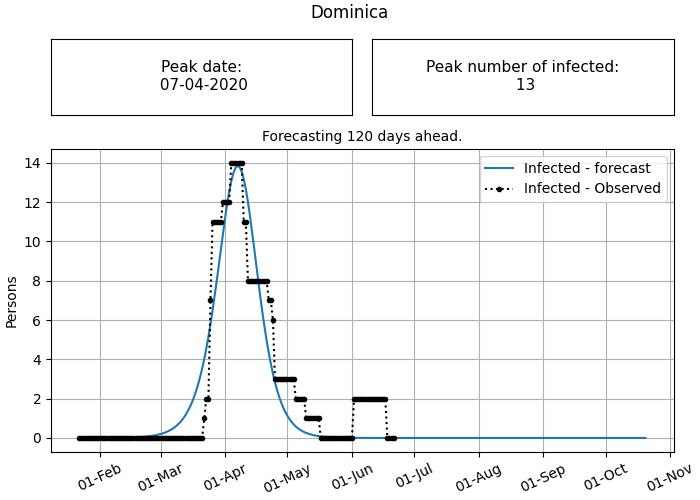 Dominica
Peak date:
07-04-2020
Peak number of infected:
13
Forecasting 120 days ahead.
Infected - forecast
Infected - Observed
Persons
14
12
10
8
6
4
2
0
01-Feb
01-Mar
01-Apr
01-May
01-Jun
01-Jul
01-Aug
01-Sep
01-Oct
01-Nov